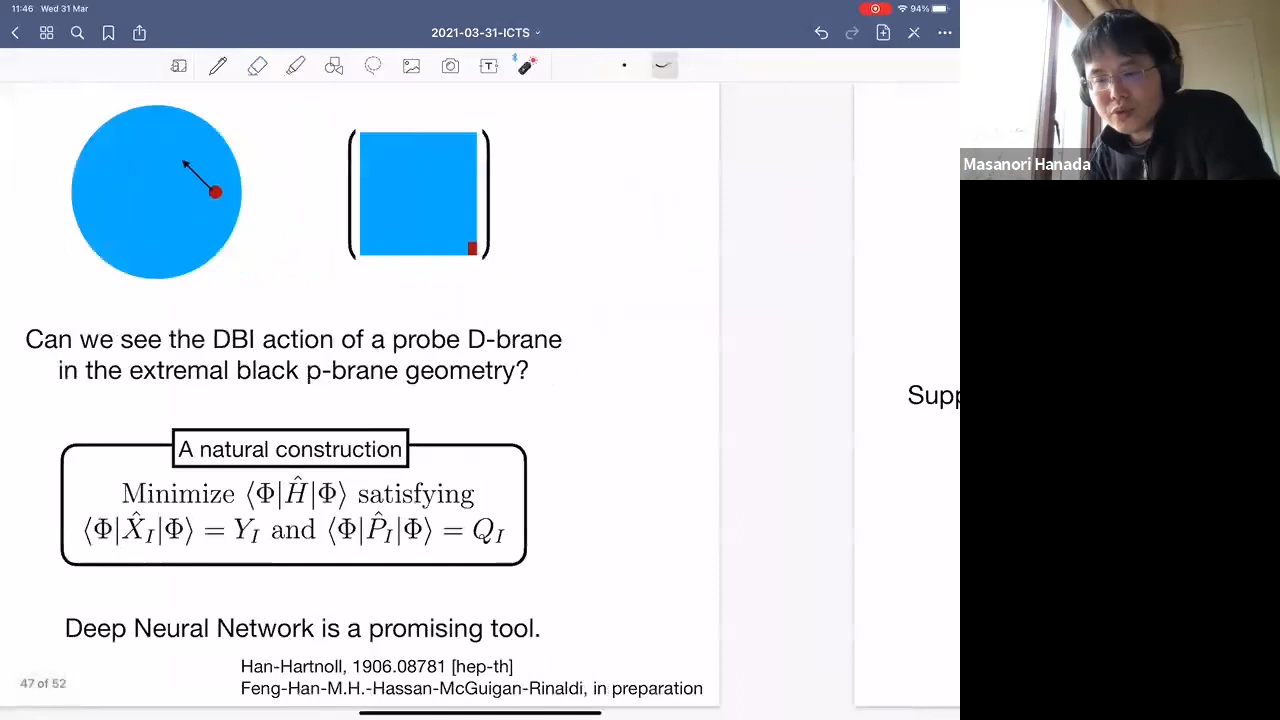 11:46 Wed 31 Mar
94%
2021-03-31-ICTS
T
Masanori Hanada
Can we see the DBI action of a probe D-brane
in the extremal black p-brane geometry?
Supp
A natural construction
Minimize ⟨Φ|Ĥ|Φ⟩ satisfying
⟨Φ|X̂_I|Φ⟩ = Y_I and ⟨Φ|P̂_I|Φ⟩ = Q_I
Deep Neural Network is a promising tool.
Han-Hartnoll, 1906.08781 [hep-th]
Feng-Han-M.H.-Hassan-McGuigan-Rinaldi, in preparation
47 of 52